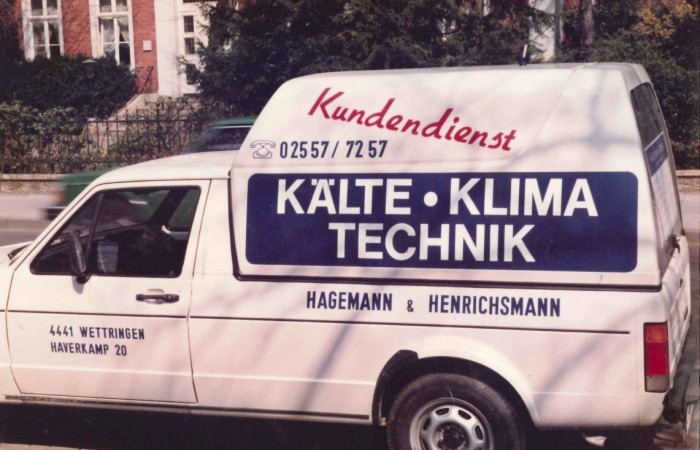 Kundendienst
02557/7257
KÄLTE • KLIMA
TECHNIK
HAGEMANN & HENRICHSMANN
4441 WETTRINGEN
HAVERKAMP 20